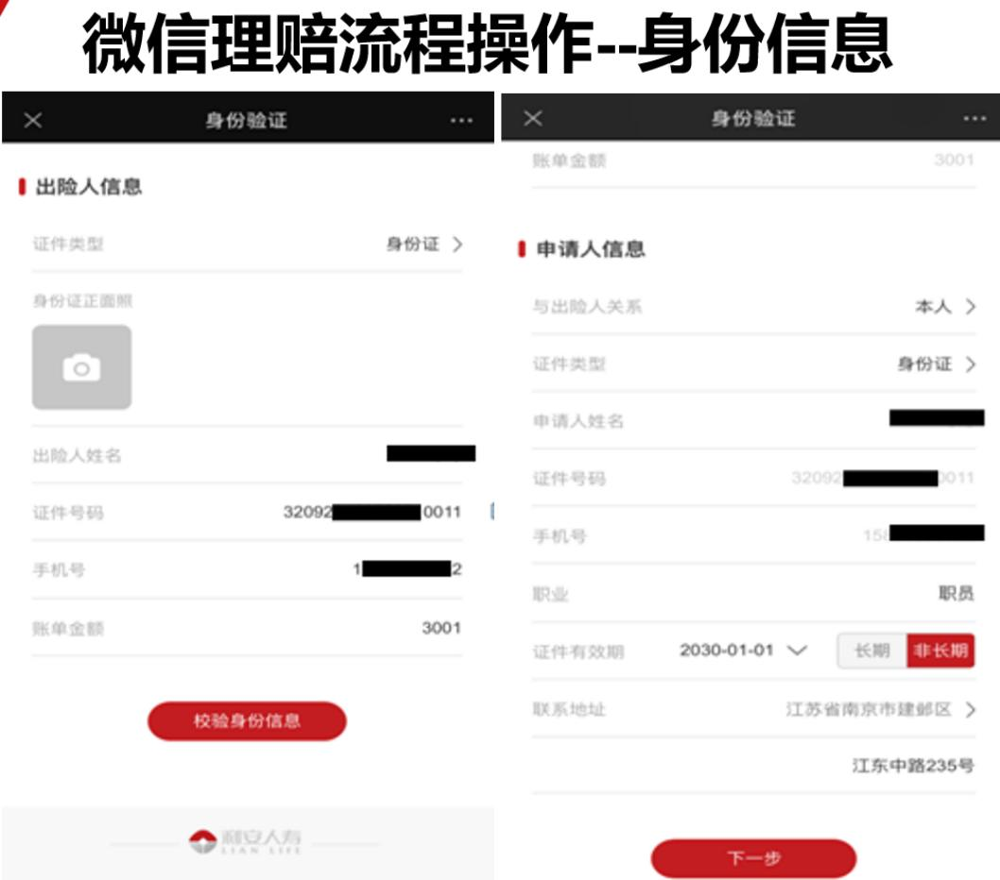 微信理赔流程操作--身份信息
身份验证
出险人信息
证件类型 身份证
身份证正面照
出险人姓名
证件号码 32092 0011
手机号 1 2
账单金额 3001
校验身份信息
利安人寿
LIAN LIFE
身份验证
账单金额 3001
申请人信息
与出险人关系 本人
证件类型 身份证
申请人姓名
证件号码 32092 0011
手机号 158
职业 职员
证件有效期 2030-01-01 长期 非长期
联系地址 江苏省南京市建邺区
江东中路235号
下一步